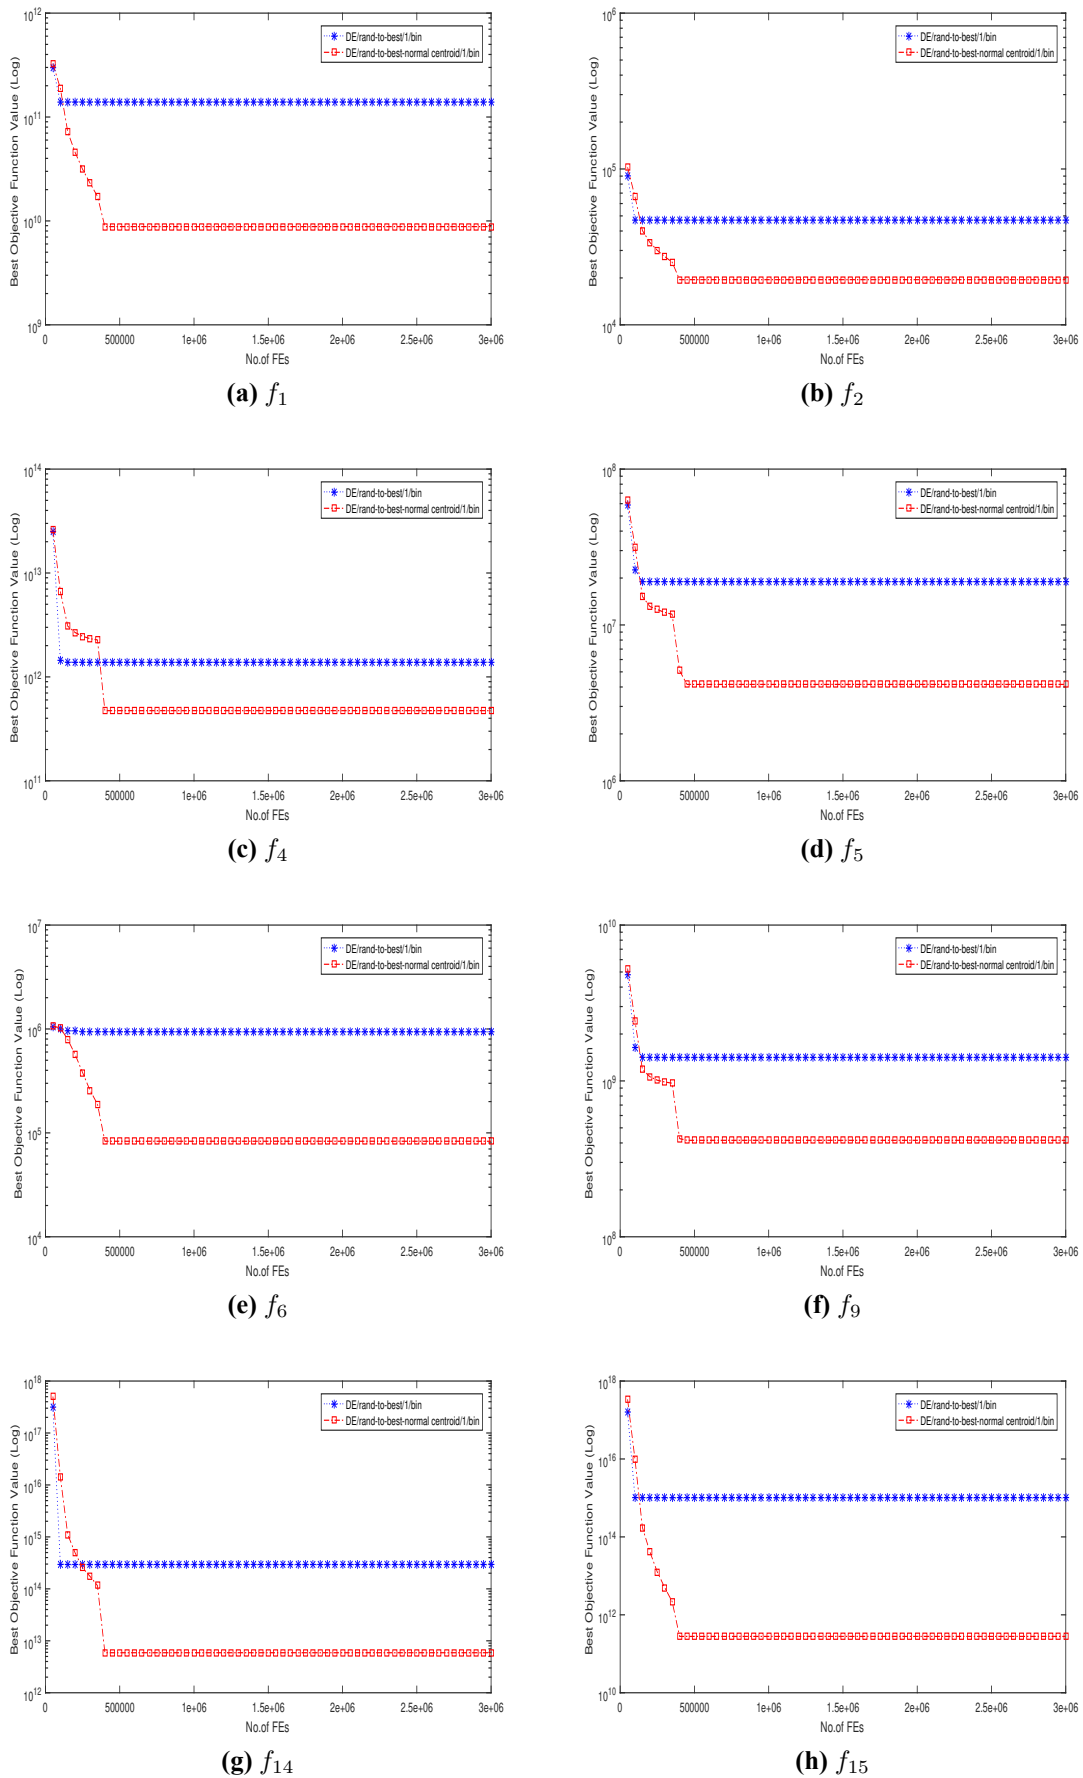 10^12
10^11
10^10
10^9
Best Objective Function Value (Log)
0 500000 1e+06 1.5e+06 2e+06 2.5e+06 3e+06
No.of FEs
DE/rand-to-best/1/bin
DE/rand-to-best-normal centroid/1/bin
(a) f_1
10^6
10^5
10^4
Best Objective Function Value (Log)
0 500000 1e+06 1.5e+06 2e+06 2.5e+06 3e+06
No.of FEs
DE/rand-to-best/1/bin
DE/rand-to-best-normal centroid/1/bin
(b) f_2
10^14
10^13
10^12
10^11
Best Objective Function Value (Log)
0 500000 1e+06 1.5e+06 2e+06 2.5e+06 3e+06
No.of FEs
DE/rand-to-best/1/bin
DE/rand-to-best-normal centroid/1/bin
(c) f_4
10^8
10^7
10^6
Best Objective Function Value (Log)
0 500000 1e+06 1.5e+06 2e+06 2.5e+06 3e+06
No.of FEs
DE/rand-to-best/1/bin
DE/rand-to-best-normal centroid/1/bin
(d) f_5
10^7
10^6
10^5
10^4
Best Objective Function Value (Log)
0 500000 1e+06 1.5e+06 2e+06 2.5e+06 3e+06
No.of FEs
DE/rand-to-best/1/bin
DE/rand-to-best-normal centroid/1/bin
(e) f_6
10^10
10^9
10^8
Best Objective Function Value (Log)
0 500000 1e+06 1.5e+06 2e+06 2.5e+06 3e+06
No.of FEs
DE/rand-to-best/1/bin
DE/rand-to-best-normal centroid/1/bin
(f) f_9
10^18
10^17
10^16
10^15
10^14
10^13
10^12
Best Objective Function Value (Log)
0 500000 1e+06 1.5e+06 2e+06 2.5e+06 3e+06
No.of FEs
DE/rand-to-best/1/bin
DE/rand-to-best-normal centroid/1/bin
(g) f_14
10^18
10^16
10^14
10^12
10^10
Best Objective Function Value (Log)
0 500000 1e+06 1.5e+06 2e+06 2.5e+06 3e+06
No.of FEs
DE/rand-to-best/1/bin
DE/rand-to-best-normal centroid/1/bin
(h) f_15